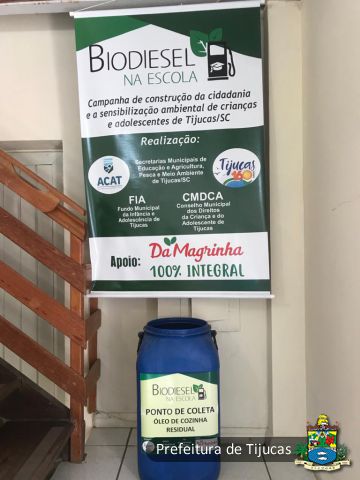 BIODIESEL
NA ESCOLA
Campanha de construção da cidadania
e a sensibilização ambiental de crianças
e adolescentes de Tijucas/SC
Realização:
ACAT
Secretarias Municipais de
Educação e Agricultura,
Pesca e Meio Ambiente
de Tijucas/SC
Tijucas
160
FIA
Fundo Municipal
da Infância e
Adolescência de
Tijucas
CMDCA
Conselho Municipal
dos Direitos
da Criança e do
Adolescente de
Tijucas
Apoio: Da Magrinha
100% INTEGRAL
BIODIESEL
NA ESCOLA
PONTO DE COLETA
ÓLEO DE COZINHA
RESIDUAL
Prefeitura de Tijucas